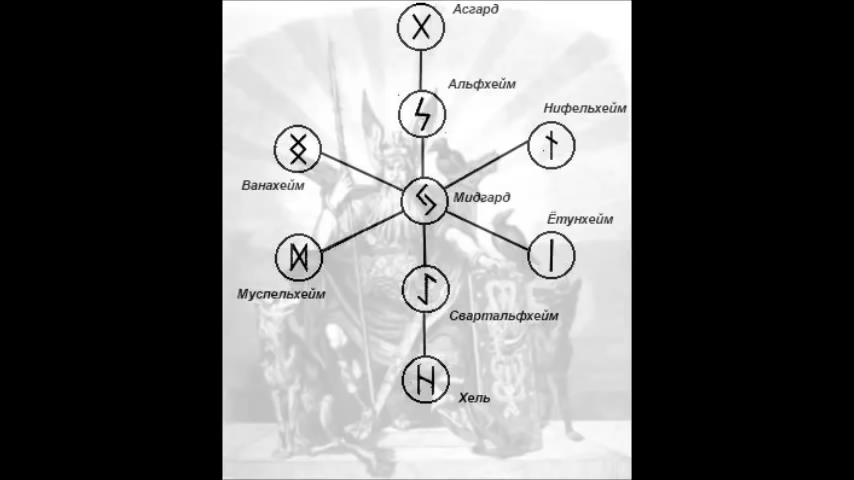 Асгард
Альфхейм
Нифельхейм
Ванахейм
Мидгард
Ётунхейм
Муспельхейм
Свартальфхейм
Хель